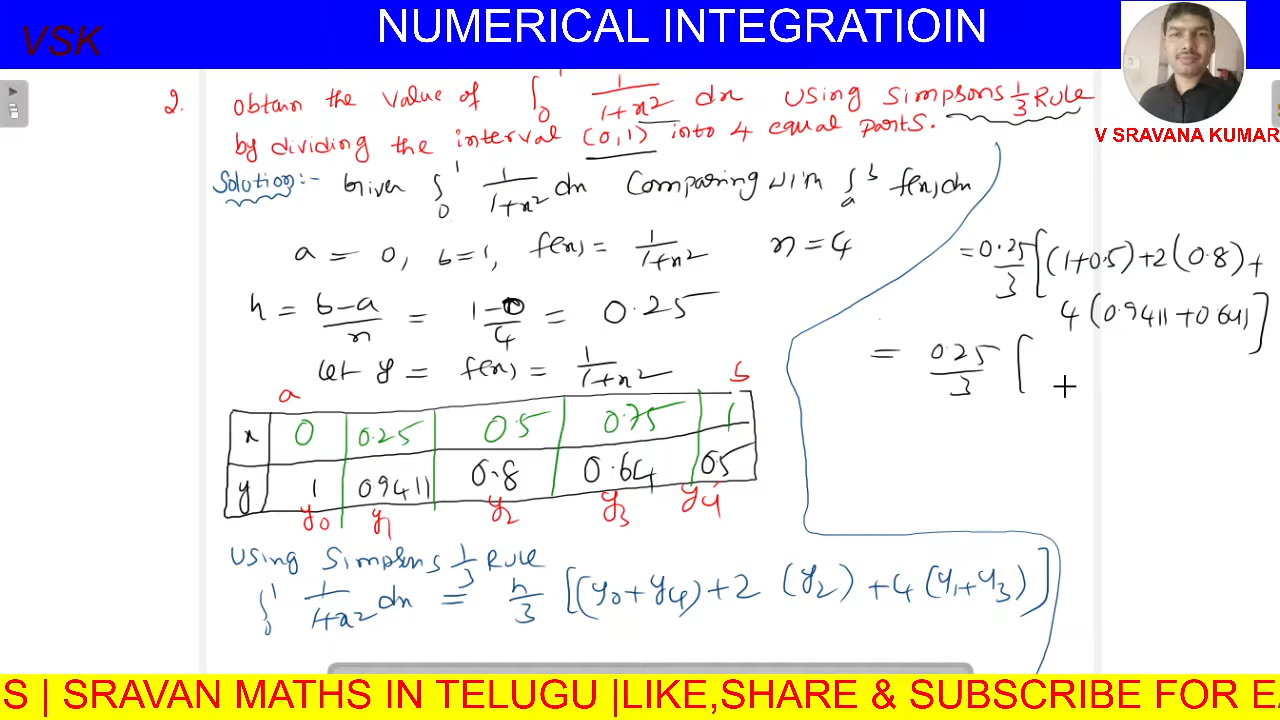 VSK
NUMERICAL INTEGRATIOIN
V SRAVANA KUMAR
2. Obtain the value of ∫₀¹ 1/(1+x²) dx using Simpsons 1/3 Rule
by dividing the interval (0,1) into 4 equal parts.
Solution:- Given ∫₀¹ 1/(1+x²) dx Comparing with ∫ₐᵇ f(x) dx
a = 0, b=1, f(x) = 1/(1+x²) n = 4
h = (b-a)/n = (1-0)/4 = 0.25
Let y = f(x) = 1/(1+x²)
a b
x 0 0.25 0.5 0.75 1
y 1 0.9411 0.8 0.64 0.5
y₀ y₁ y₂ y₃ y₄
Using Simpsons 1/3 Rule
∫₀¹ 1/(1+x²) dx = h/3 [(y₀+y₄)+2 (y₂) +4 (y₁+y₃)]
= 0.25/3 [(1+0.5)+2(0.8)+
4(0.9411+0.641)]
= 0.25/3 [
S | SRAVAN MATHS IN TELUGU |LIKE,SHARE & SUBSCRIBE FOR